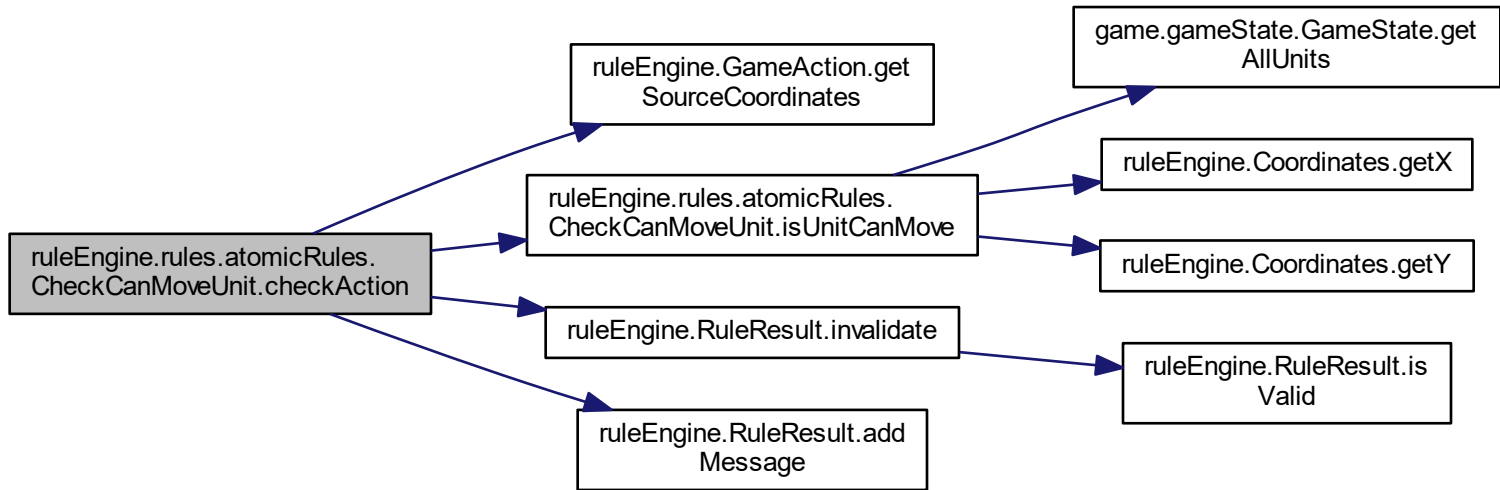 ruleEngine.rules.atomicRules.
CheckCanMoveUnit.checkAction
ruleEngine.GameAction.get
SourceCoordinates
ruleEngine.rules.atomicRules.
CheckCanMoveUnit.isUnitCanMove
ruleEngine.RuleResult.invalidate
ruleEngine.RuleResult.add
Message
game.gameState.GameState.get
AllUnits
ruleEngine.Coordinates.getX
ruleEngine.Coordinates.getY
ruleEngine.RuleResult.is
Valid